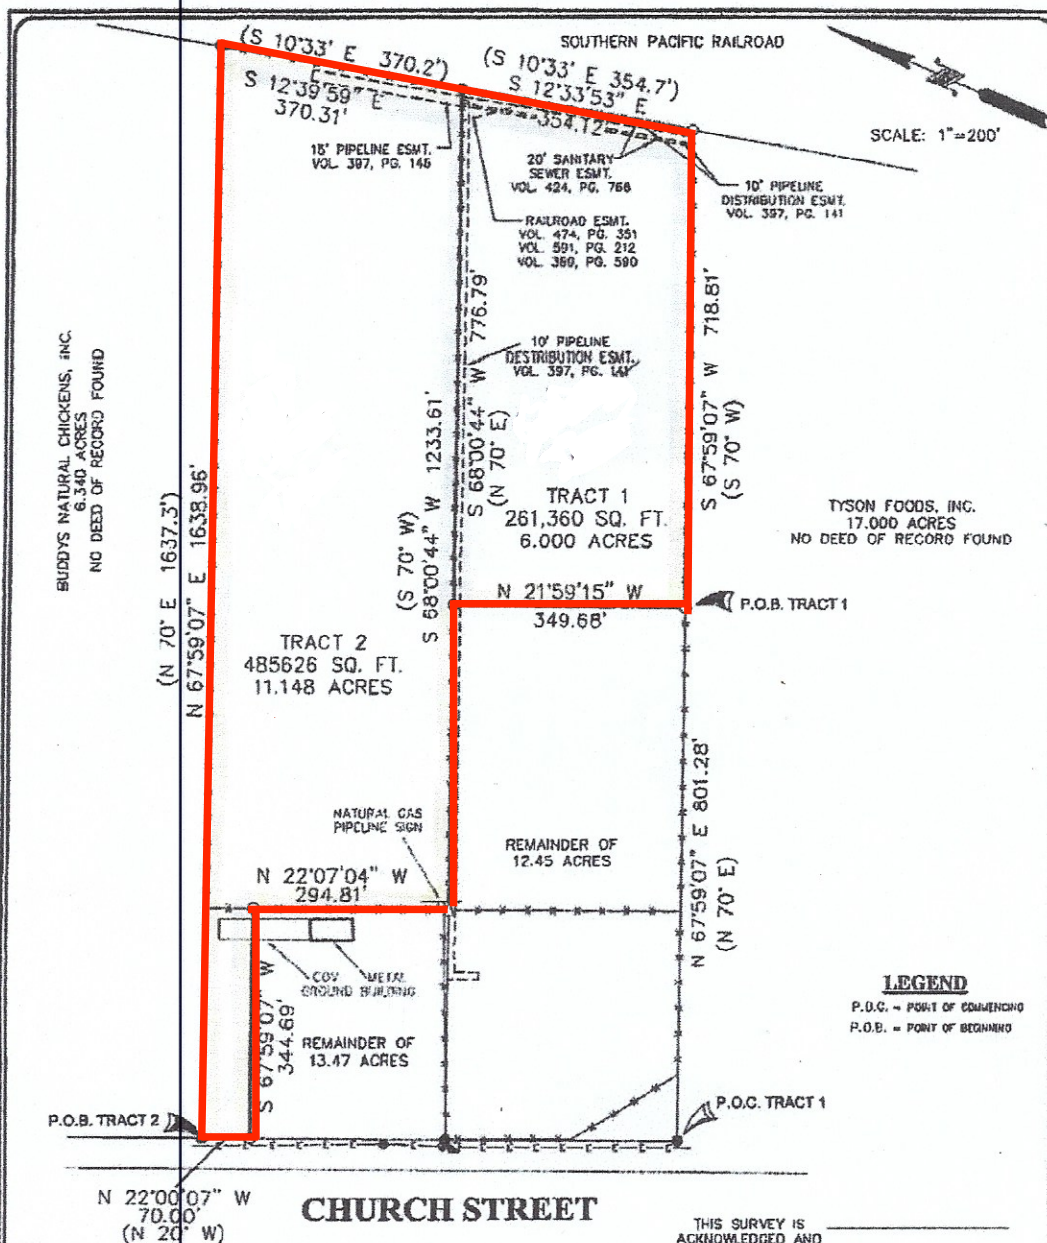 SOUTHERN PACIFIC RAILROAD
(S 10°33' E 370.2')
S 12°39'59" E
370.31'
(S 10°33' E 354.7')
S 12°33'53" E
354.12'
SCALE: 1"=200'
15' PIPELINE ESMT.
VOL. 397, PG. 145
20' SANITARY
SEWER ESMT.
VOL. 424, PG. 766
10' PIPELINE
DISTRIBUTION ESMT.
VOL. 397, PG. 141
RAILROAD ESMT.
VOL. 474, PG. 351
VOL. 591, PG. 212
VOL. 389, PG. 590
BUDDYS NATURAL CHICKENS, INC.
6.340 ACRES
NO DEED OF RECORD FOUND
(N 70° E 1637.3')
N 67°59'07" E 1638.96'
(S 70° W)
S 68°00'44" W 1233.61'
S 68°00'44" W 776.79'
(N 70° E)
10' PIPELINE
DISTRIBUTION ESMT.
VOL. 397, PG. 141
S 67°59'07" W 718.81'
(S 70° W)
TRACT 1
261,360 SQ. FT.
6.000 ACRES
TYSON FOODS, INC.
17.000 ACRES
NO DEED OF RECORD FOUND
N 21°59'15" W
349.68'
P.O.B. TRACT 1
TRACT 2
485626 SQ. FT.
11.148 ACRES
NATURAL GAS
PIPELINE SIGN
REMAINDER OF
12.45 ACRES
N 67°59'07" E 801.28'
(N 70° E)
N 22°07'04" W
294.81'
COV
GROUND
METAL
BUILDING
S 67°59'07" W
344.69'
REMAINDER OF
13.47 ACRES
LEGEND
P.O.C. = POINT OF COMMENCING
P.O.B. = POINT OF BEGINNING
P.O.B. TRACT 2
P.O.C. TRACT 1
N 22°00'07" W
70.00'
(N 20° W)
CHURCH STREET
THIS SURVEY IS
ACKNOWLEDGED AND